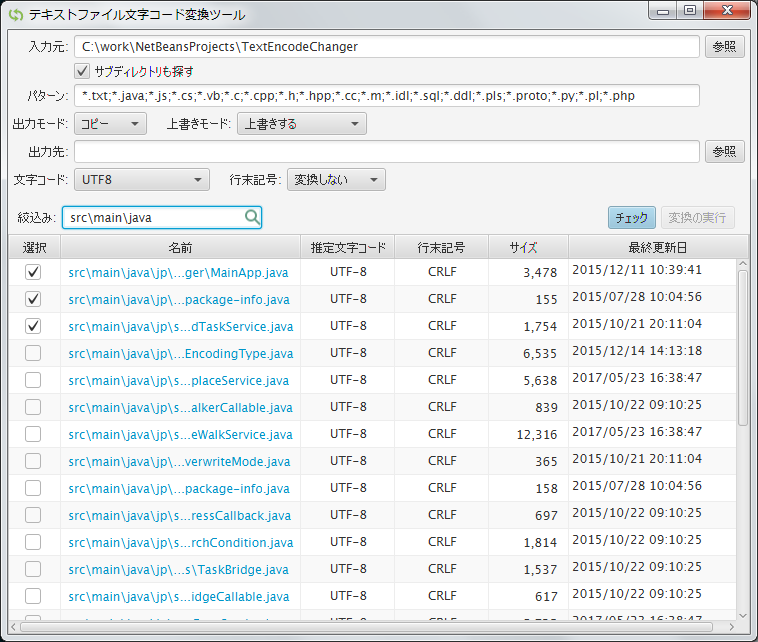 テキストファイル文字コード変換ツール
入力元: C:\work\NetBeansProjects\TextEncodeChanger 参照
サブディレクトリも探す
パターン: *.txt;*.java;*.js;*.cs;*.vb;*.c;*.cpp;*.h;*.hpp;*.cc,*.m;*.idl;*.sql;*.ddl;*.pls;*.proto;*.py;*.pl;*.php
出力モード: コピー 上書きモード: 上書きする
出力先: 参照
文字コード: UTF8 行末記号: 変換しない
絞込み: src\main\java チェック 変換の実行
選択 名前 推定文字コード 行末記号 サイズ 最終更新日
src\main\java\jp\...ger\MainApp.java UTF-8 CRLF 3,478 2015/12/11 10:39:41
src\main\java\jp\...package-info.java UTF-8 CRLF 155 2015/07/28 10:04:56
src\main\java\jp\s...dTaskService.java UTF-8 CRLF 1,754 2015/10/21 20:11:04
src\main\java\jp\...EncodingType.java UTF-8 CRLF 6,535 2015/12/14 14:13:18
src\main\java\jp\s...placeService.java UTF-8 CRLF 5,638 2017/05/23 16:38:47
src\main\java\jp\s...alkerCallable.java UTF-8 CRLF 839 2015/10/22 09:10:25
src\main\java\jp\s...eWalkService.java UTF-8 CRLF 12,316 2017/05/23 16:38:47
src\main\java\jp\s...verwriteMode.java UTF-8 CRLF 365 2015/10/21 20:11:04
src\main\java\jp\...package-info.java UTF-8 CRLF 158 2015/07/28 10:04:56
src\main\java\jp\s...ressCallback.java UTF-8 CRLF 697 2015/10/22 09:10:25
src\main\java\jp\s...rchCondition.java UTF-8 CRLF 1,814 2015/10/22 09:10:25
src\main\java\jp\...s\TaskBridge.java UTF-8 CRLF 1,537 2015/10/22 09:10:25
src\main\java\jp\s...idgeCallable.java UTF-8 CRLF 617 2015/10/22 09:10:25